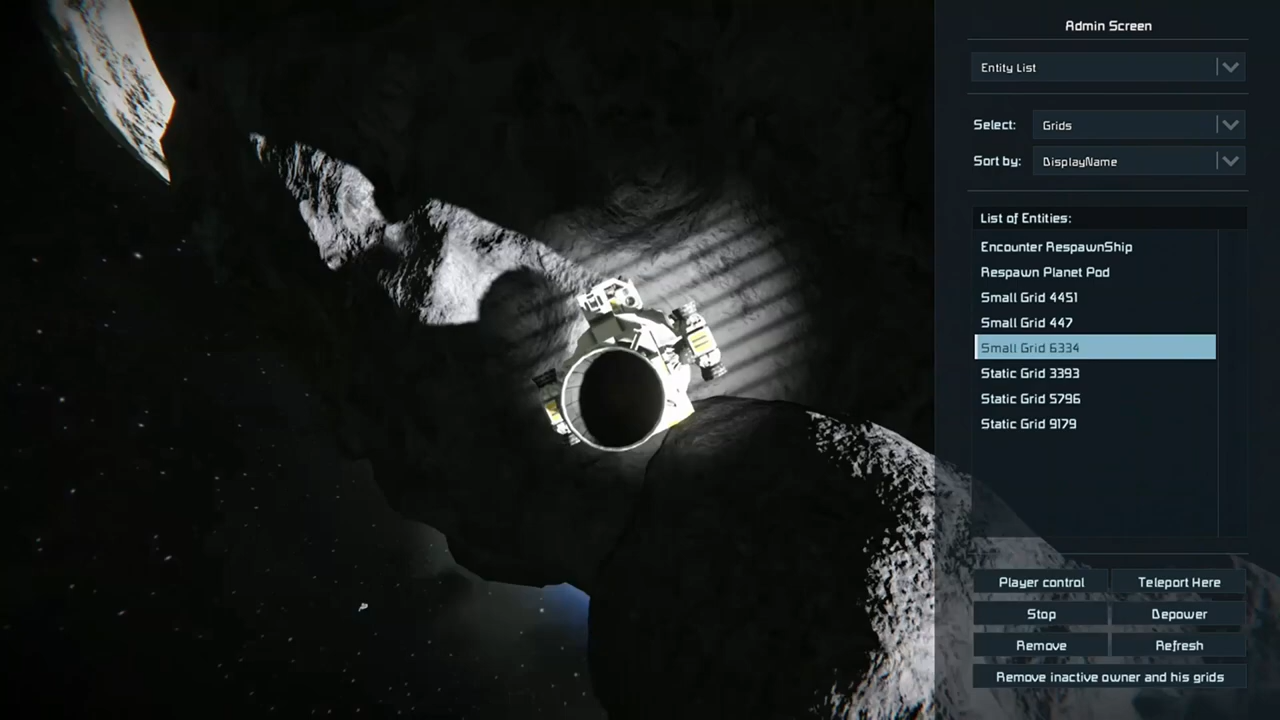 Admin Screen
Entity List
Select: Grids
Sort by: DisplayName
List of Entities:
Encounter RespawnShip
Respawn Planet Pod
Small Grid 4451
Small Grid 447
Small Grid 6334
Static Grid 3393
Static Grid 5796
Static Grid 9179
Player control Teleport Here
Stop Depower
Remove Refresh
Remove inactive owner and his grids